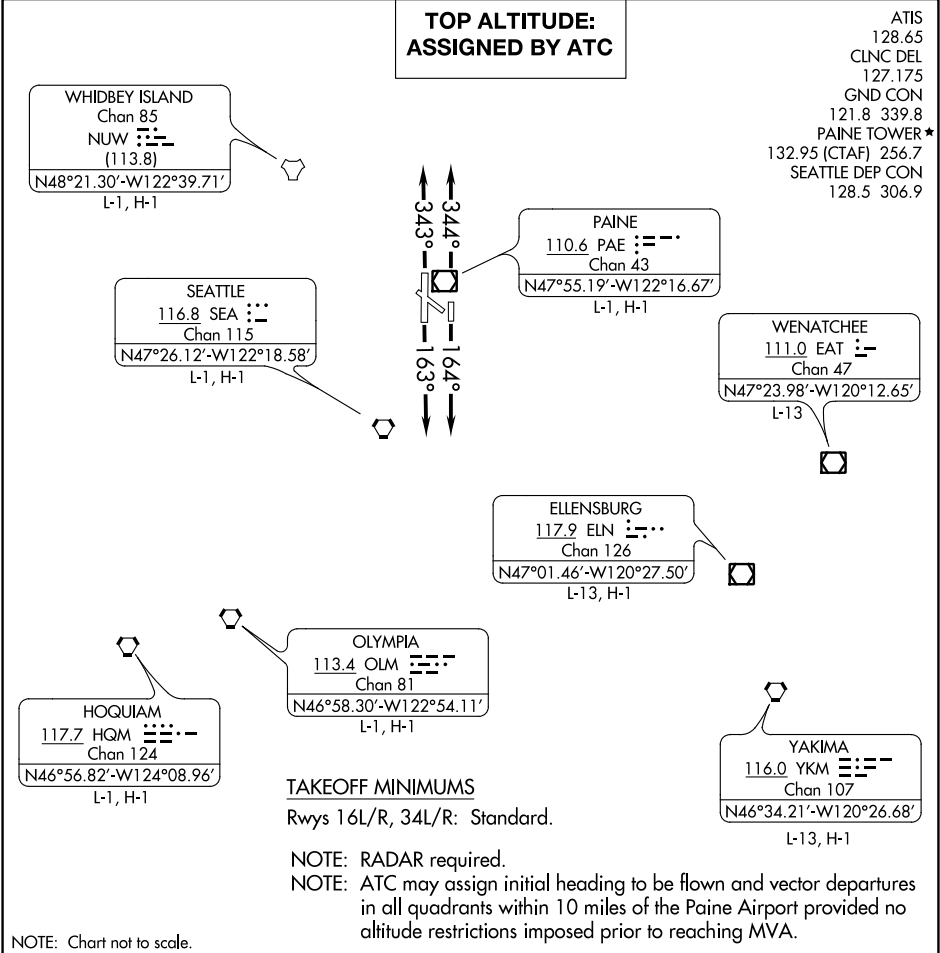 TOP ALTITUDE:
ASSIGNED BY ATC
ATIS
128.65
CLNC DEL
127.175
GND CON
121.8 339.8
PAINE TOWER★
132.95 (CTAF) 256.7
SEATTLE DEP CON
128.5 306.9
WHIDBEY ISLAND
Chan 85
NUW
(113.8)
N48°21.30′-W122°39.71′
L-1, H-1
343°
344°
163°
164°
PAINE
110.6 PAE
Chan 43
N47°55.19′-W122°16.67′
L-1, H-1
SEATTLE
116.8 SEA
Chan 115
N47°26.12′-W122°18.58′
L-1, H-1
WENATCHEE
111.0 EAT
Chan 47
N47°23.98′-W120°12.65′
L-13
ELLENSBURG
117.9 ELN
Chan 126
N47°01.46′-W120°27.50′
L-13, H-1
OLYMPIA
113.4 OLM
Chan 81
N46°58.30′-W122°54.11′
L-1, H-1
HOQUIAM
117.7 HQM
Chan 124
N46°56.82′-W124°08.96′
L-1, H-1
YAKIMA
116.0 YKM
Chan 107
N46°34.21′-W120°26.68′
L-13, H-1
TAKEOFF MINIMUMS
Rwys 16L/R, 34L/R: Standard.
NOTE: RADAR required.
NOTE: ATC may assign initial heading to be flown and vector departures
in all quadrants within 10 miles of the Paine Airport provided no
altitude restrictions imposed prior to reaching MVA.
NOTE: Chart not to scale.